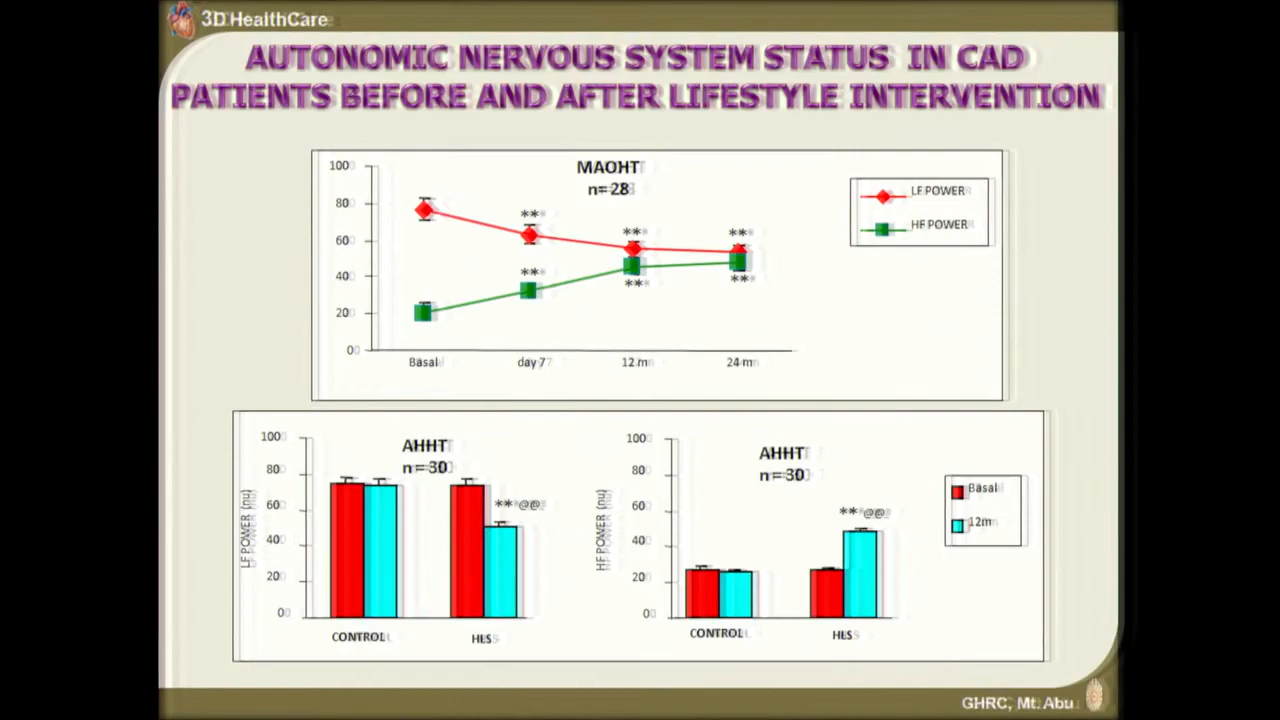 3D HealthCare
AUTONOMIC NERVOUS SYSTEM STATUS IN CAD
PATIENTS BEFORE AND AFTER LIFESTYLE INTERVENTION
MAOHT
n= 28
100
80
60
40
20
0
**
**
**
**
**
**
Basal
day 7
12 m
24 m
LF POWER
HF POWER
AHHT
n = 30
LF POWER (nu)
100
80
60
40
20
0
** @@
CONTROL
HLS
AHHT
n = 30
HF POWER (nu)
100
80
60
40
20
0
** @@
CONTROL
HLS
Basal
12m
GHRC, Mt. Abu